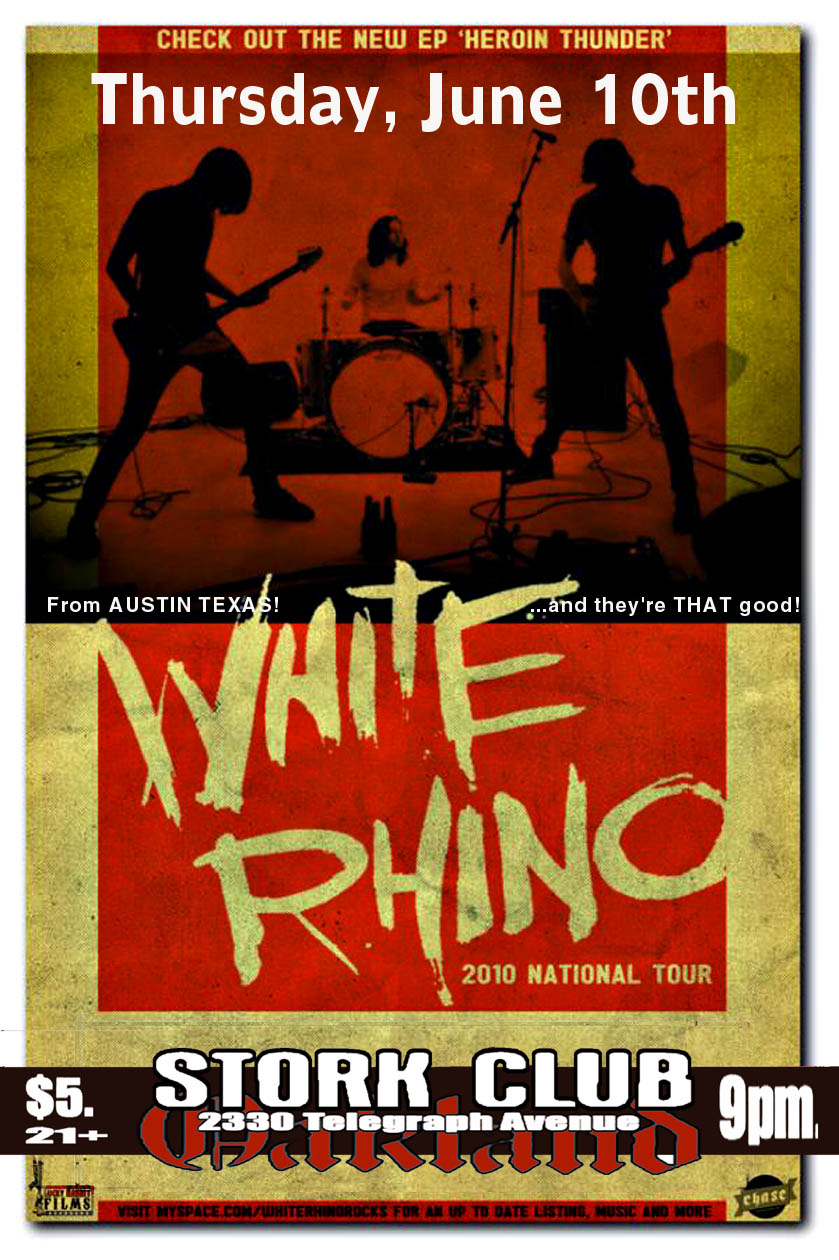 CHECK OUT THE NEW EP 'HEROIN THUNDER'
Thursday, June 10th
From AUSTIN TEXAS!
...and they're THAT good!
WHITE
RHINO
2010 NATIONAL TOUR
$5.
21+
STORK CLUB
2330 Telegraph Avenue
Oakland
9pm.
FILMS
VISIT MYSPACE.COM/WHITERHINOROCKS FOR AN UP TO DATE LISTING, MUSIC AND MORE
chase